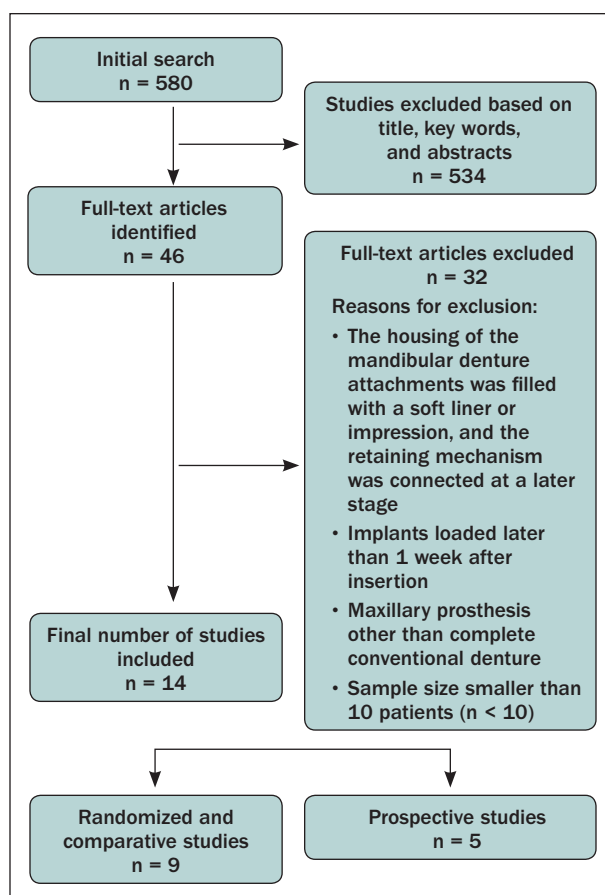 Initial search
n = 580
Studies excluded based on
title, key words,
and abstracts
n = 534
Full-text articles
identified
n = 46
Full-text articles excluded
n = 32
Reasons for exclusion:
• The housing of the
mandibular denture
attachments was filled
with a soft liner or
impression, and the
retaining mechanism
was connected at a later
stage
• Implants loaded later
than 1 week after
insertion
• Maxillary prosthesis
other than complete
conventional denture
• Sample size smaller than
10 patients (n < 10)
Final number of studies
included
n = 14
Randomized and
comparative studies
n = 9
Prospective studies
n = 5